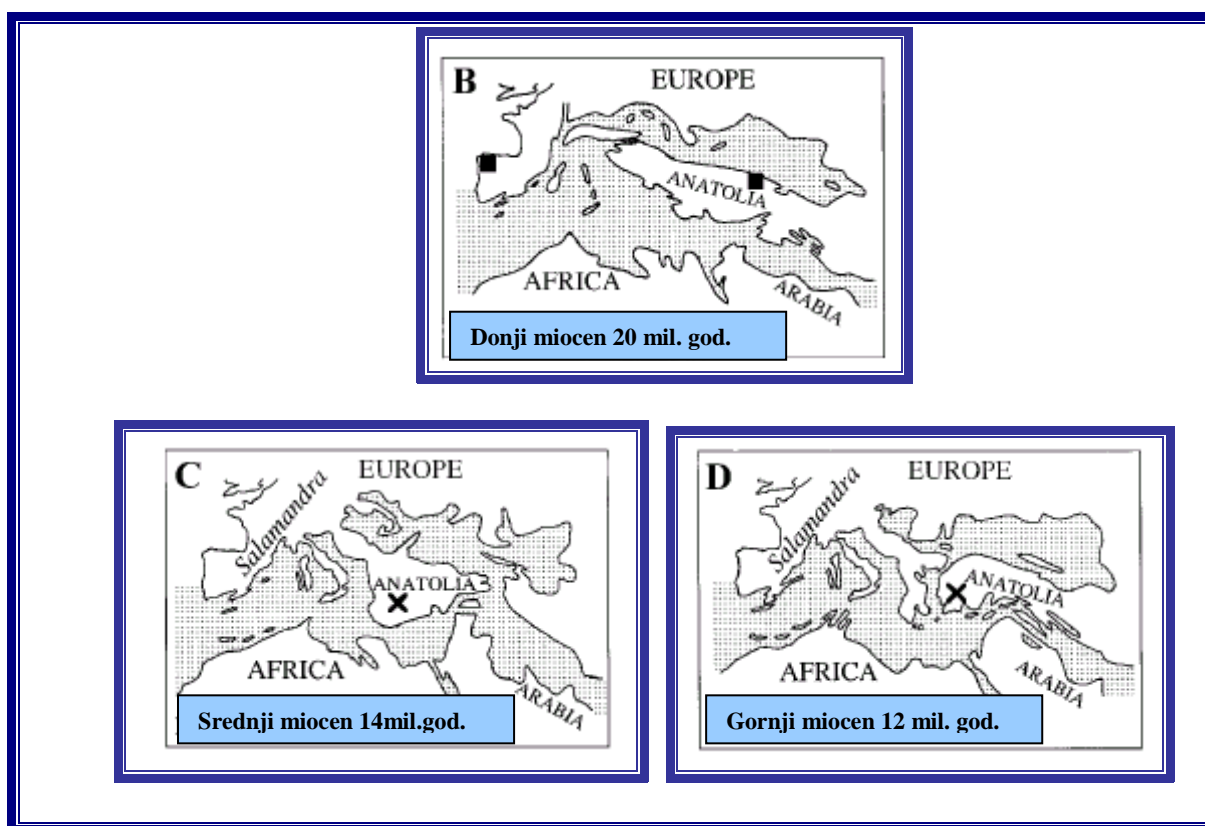 B
EUROPE
ANATOLIA
AFRICA
ARABIA
Donji miocen 20 mil. god.
C
EUROPE
Salamandra
ANATOLIA
AFRICA
ARABIA
Srednji miocen 14mil.god.
D
EUROPE
Salamandra
ANATOLIA
AFRICA
ARABIA
Gornji miocen 12 mil. god.